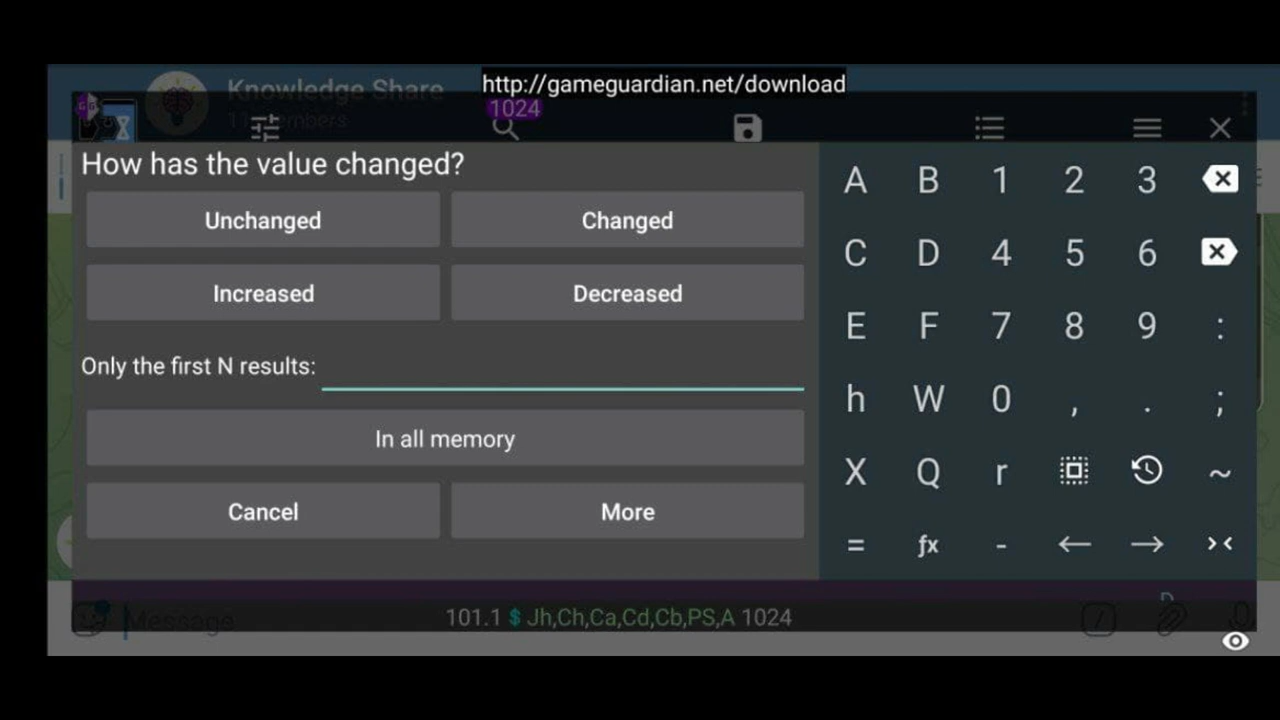 http://gameguardian.net/download
Knowledge Share
1024
How has the value changed?
Unchanged
Changed
Increased
Decreased
Only the first N results:
In all memory
Cancel
More
A B 1 2 3
C D 4 5 6
E F 7 8 9 :
h W 0 , . ;
X Q r ~
= ƒx - ← → ><
Message
101.1 $ Jh,Ch,Ca,Cd,Cb,PS,A 1024